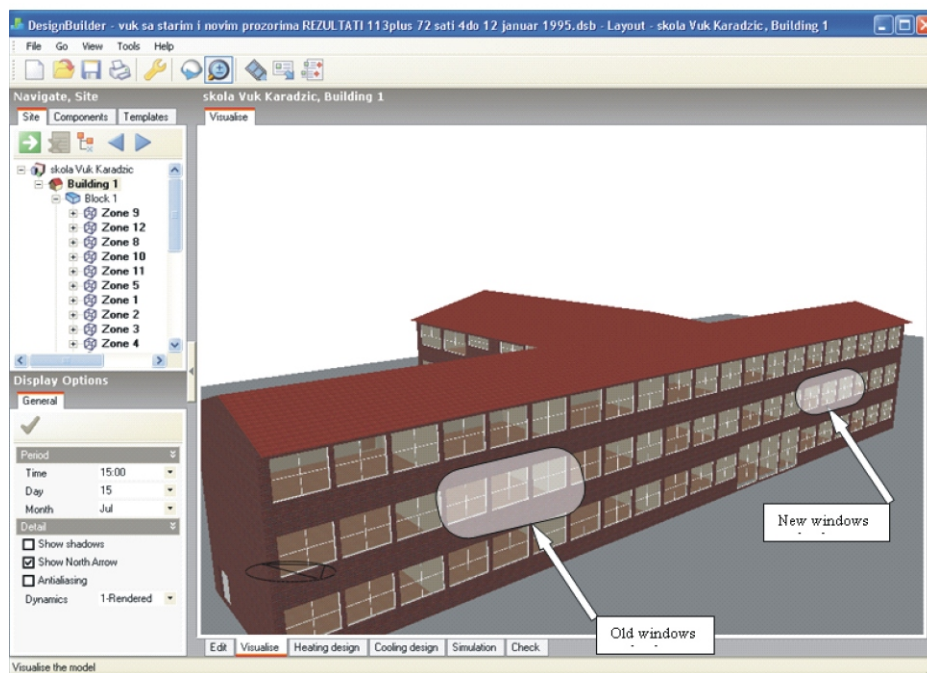 DesignBuilder - vuk sa starim i novim prozorima REZULTATI 113plus 72 sati 4do 12 januar 1995.dsb - Layout - skola Vuk Karadzic, Building 1
File Go View Tools Help
Navigate, Site
Site Components Templates
skola Vuk Karadzic
Building 1
Block 1
Zone 9
Zone 12
Zone 8
Zone 10
Zone 11
Zone 5
Zone 1
Zone 2
Zone 3
Zone 4
Display Options
General
Period
Time 15:00
Day 15
Month Jul
Detail
Show shadows
Show North Arrow
Antialiasing
Dynamics 1-Rendered
skola Vuk Karadzic, Building 1
Visualise
New windows
Old windows
Edit Visualise Heating design Cooling design Simulation Check
Visualise the model